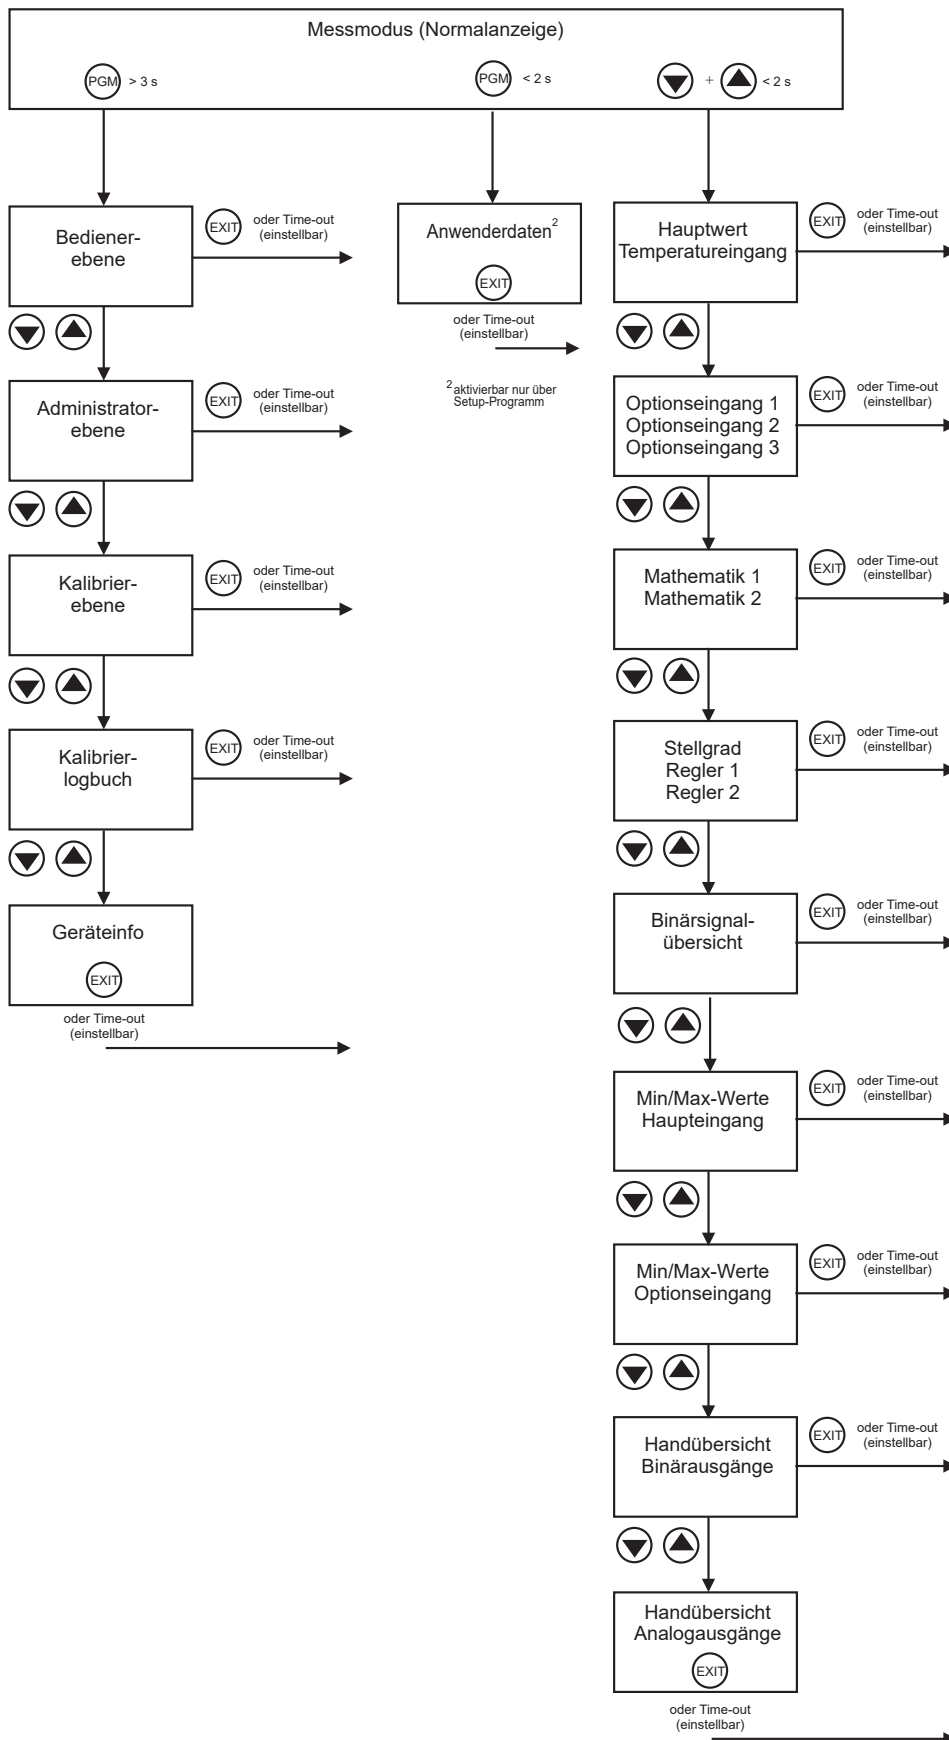 Messmodus (Normalanzeige)
PGM > 3 s
PGM < 2 s
+ < 2 s
Bediener-
ebene
EXIT oder Time-out
(einstellbar)
Administrator-
ebene
EXIT oder Time-out
(einstellbar)
Kalibrier-
ebene
EXIT oder Time-out
(einstellbar)
Kalibrier-
logbuch
EXIT oder Time-out
(einstellbar)
Geräteinfo
EXIT
oder Time-out
(einstellbar)
Anwenderdaten2
EXIT
oder Time-out
(einstellbar)
2 aktivierbar nur über
Setup-Programm
Hauptwert
Temperatureingang
EXIT oder Time-out
(einstellbar)
Optionseingang 1
Optionseingang 2
Optionseingang 3
EXIT oder Time-out
(einstellbar)
Mathematik 1
Mathematik 2
EXIT oder Time-out
(einstellbar)
Stellgrad
Regler 1
Regler 2
EXIT oder Time-out
(einstellbar)
Binärsignal-
übersicht
EXIT oder Time-out
(einstellbar)
Min/Max-Werte
Haupteingang
EXIT oder Time-out
(einstellbar)
Min/Max-Werte
Optionseingang
EXIT oder Time-out
(einstellbar)
Handübersicht
Binärausgänge
EXIT oder Time-out
(einstellbar)
Handübersicht
Analogausgänge
EXIT
oder Time-out
(einstellbar)